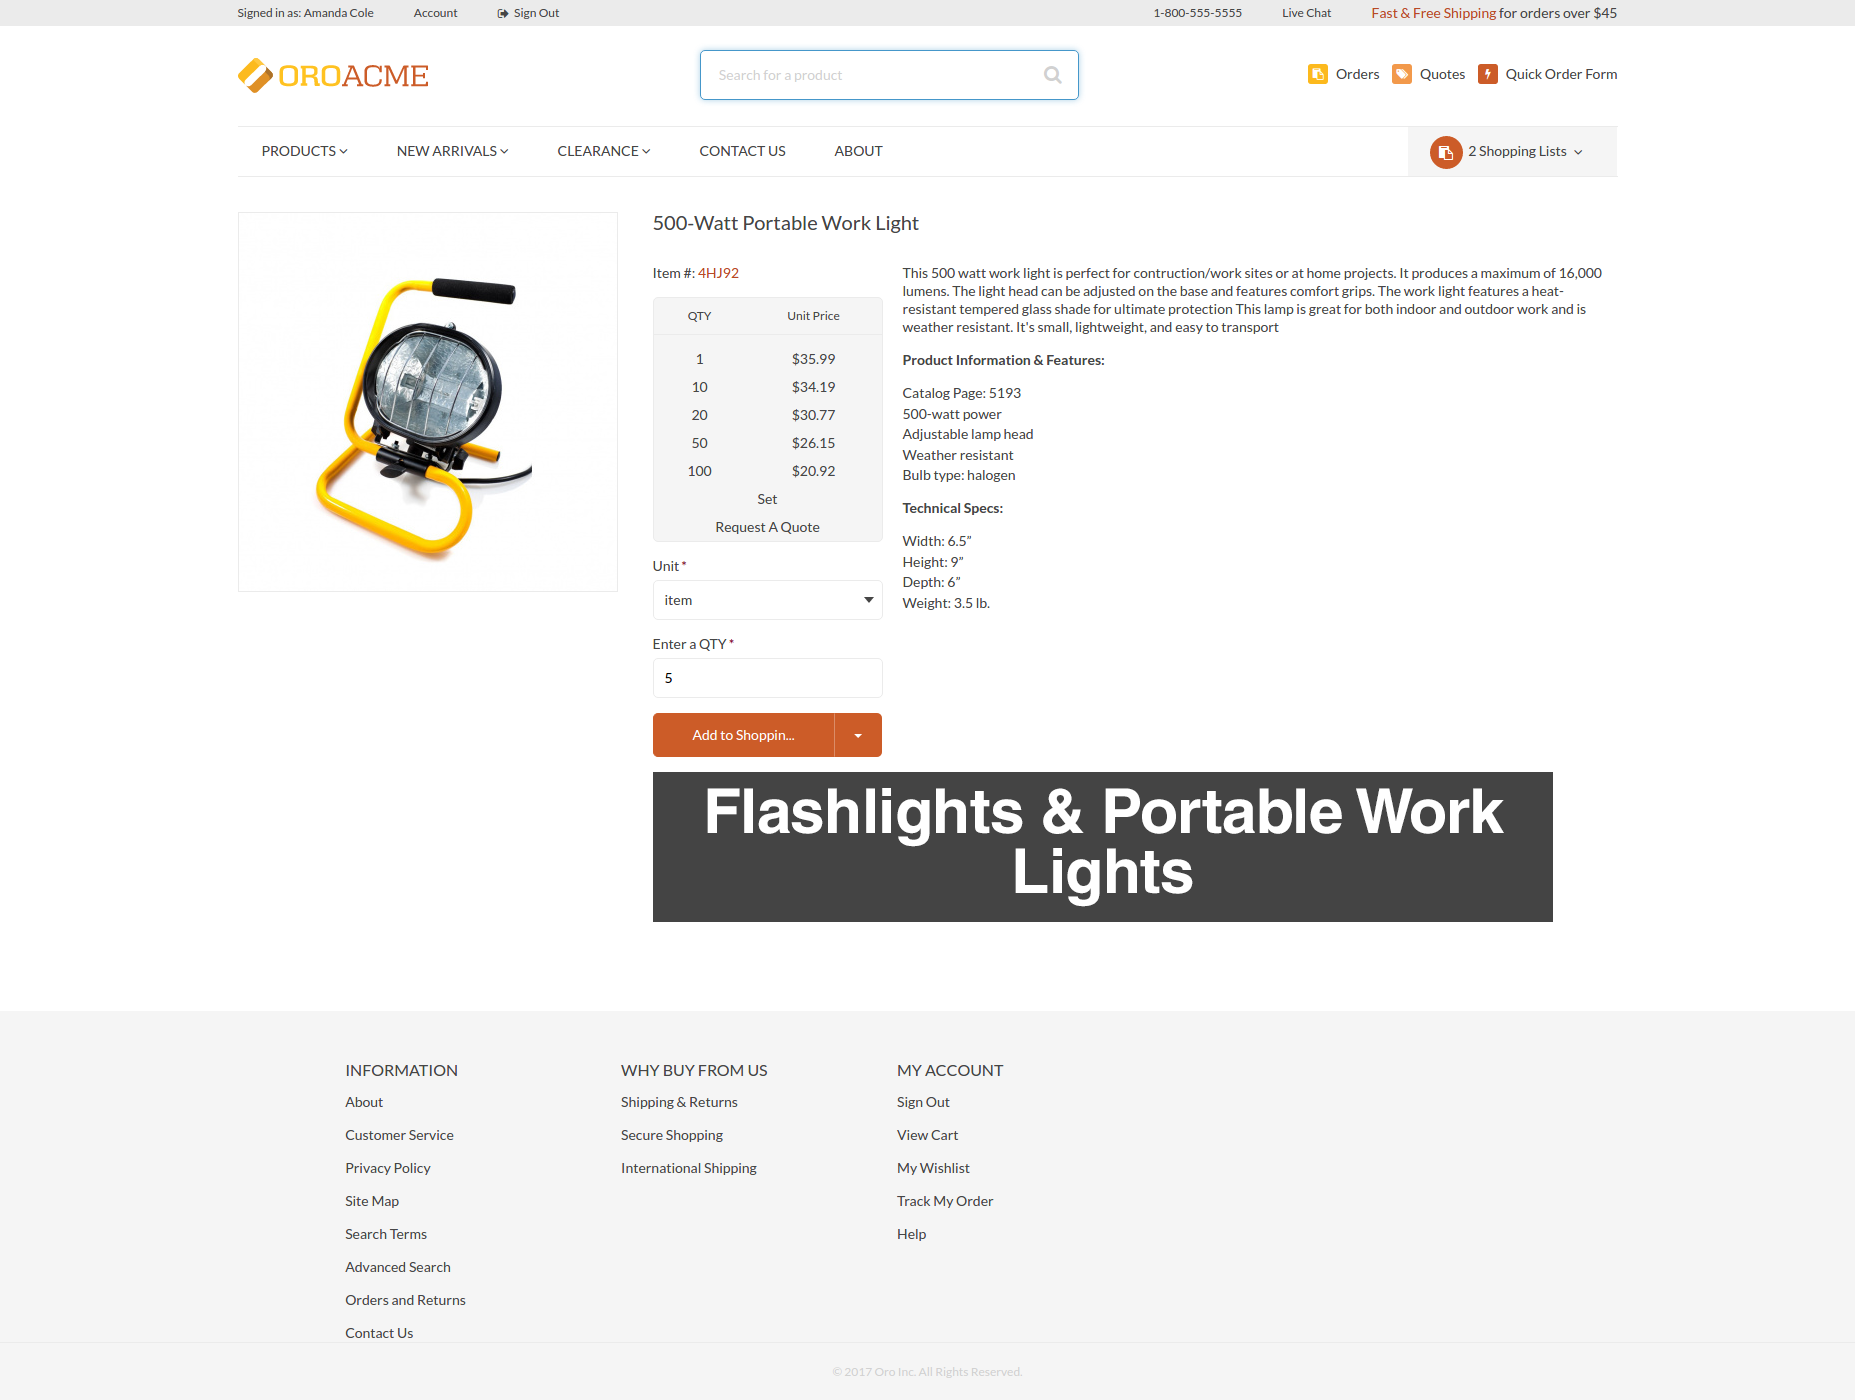 Signed in as: Amanda Cole
Account
Sign Out
1-800-555-5555
Live Chat
Fast & Free Shipping for orders over $45
OROACME
Search for a product
Orders
Quotes
Quick Order Form
PRODUCTS
NEW ARRIVALS
CLEARANCE
CONTACT US
ABOUT
2 Shopping Lists
500-Watt Portable Work Light
Item #: 4HJ92
QTY Unit Price
1 $35.99
10 $34.19
20 $30.77
50 $26.15
100 $20.92
Set
Request A Quote
Unit *
item
Enter a QTY *
5
Add to Shoppin...
This 500 watt work light is perfect for contruction/work sites or at home projects. It produces a maximum of 16,000
lumens. The light head can be adjusted on the base and features comfort grips. The work light features a heat-
resistant tempered glass shade for ultimate protection This lamp is great for both indoor and outdoor work and is
weather resistant. It's small, lightweight, and easy to transport
Product Information & Features:
Catalog Page: 5193
500-watt power
Adjustable lamp head
Weather resistant
Bulb type: halogen
Technical Specs:
Width: 6.5”
Height: 9”
Depth: 6”
Weight: 3.5 lb.
Flashlights & Portable Work
Lights
INFORMATION
About
Customer Service
Privacy Policy
Site Map
Search Terms
Advanced Search
Orders and Returns
Contact Us
WHY BUY FROM US
Shipping & Returns
Secure Shopping
International Shipping
MY ACCOUNT
Sign Out
View Cart
My Wishlist
Track My Order
Help
© 2017 Oro Inc. All Rights Reserved.